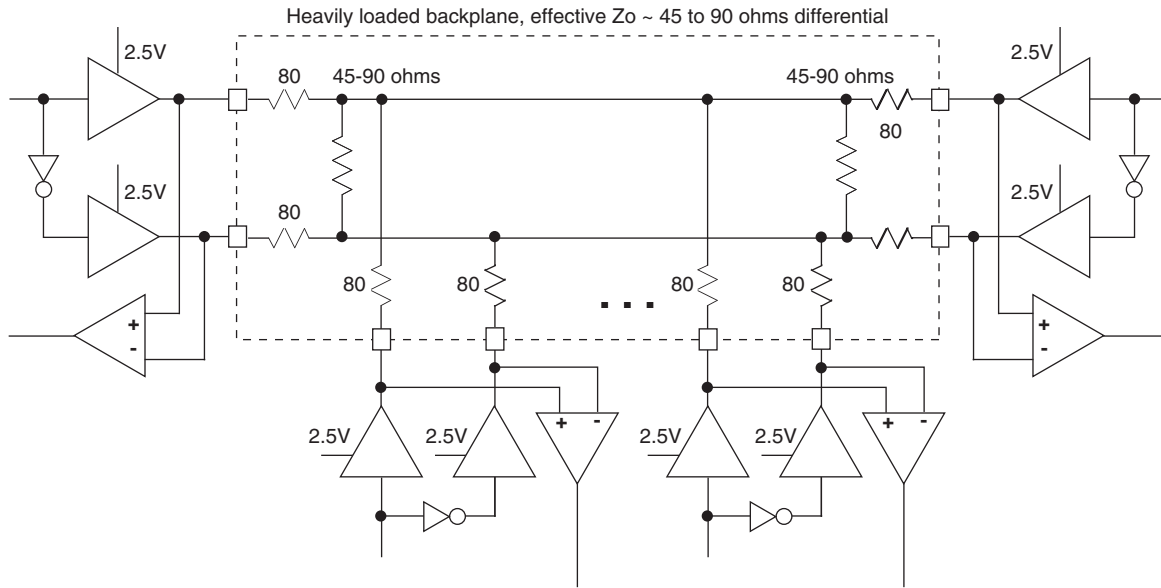 Heavily loaded backplane, effective Zo ~ 45 to 90 ohms differential
2.5V
80
45-90 ohms
45-90 ohms
80
2.5V
2.5V
80
2.5V
80
80
80
80
. . .
+
-
+
-
2.5V
2.5V
+
-
2.5V
2.5V
+
-